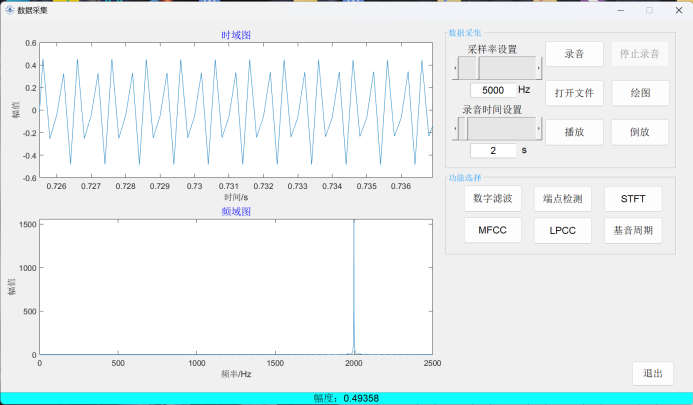 数据采集
时域图
0.6
0.4
0.2
0
-0.2
-0.4
-0.6
幅值
0.726 0.727 0.728 0.729 0.73 0.731 0.732 0.733 0.734 0.735 0.736
时间/s
频域图
1500
1000
500
0
幅值
0 500 1000 1500 2000 2500
频率/Hz
数据采集
采样率设置
5000 Hz
录音时间设置
2 s
录音 停止录音
打开文件 绘图
播放 倒放
功能选择
数字滤波 端点检测 STFT
MFCC LPCC 基音周期
退出
幅度：0.49358